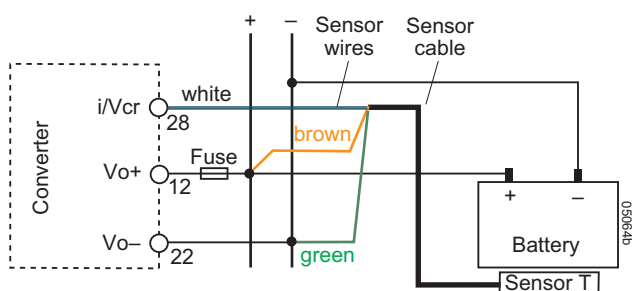 + –
Sensor
wires
Sensor
cable
Converter
i/Vcr
white
28
brown
Vo+
Fuse
12
Vo–
22
green
+ –
Battery
05064b
Sensor T